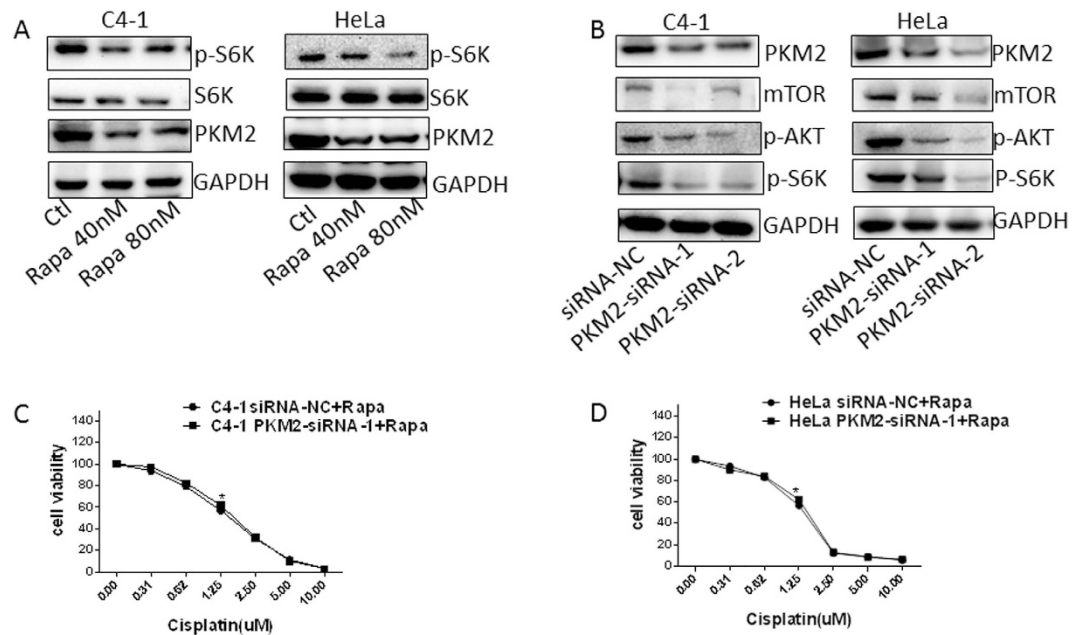 A
C4-1
HeLa
p-S6K
p-S6K
S6K
S6K
PKM2
PKM2
GAPDH
GAPDH
Ctl
Rapa 40nM
Rapa 80nM
Ctl
Rapa 40nM
Rapa 80nM
B
C4-1
HeLa
PKM2
PKM2
mTOR
mTOR
p-AKT
p-AKT
p-S6K
P-S6K
GAPDH
GAPDH
siRNA-NC
PKM2-siRNA-1
PKM2-siRNA-2
siRNA-NC
PKM2-siRNA-1
PKM2-siRNA-2
C
C4-1 siRNA-NC+Rapa
C4-1 PKM2-siRNA-1+Rapa
cell viability
140
120
100
80
60
40
20
0
*
0.00
0.31
0.62
1.25
2.50
5.00
10.00
Cisplatin(uM)
D
HeLa siRNA-NC+Rapa
HeLa PKM2-siRNA-1+Rapa
cell viability
140
120
100
80
60
40
20
0
*
0.00
0.31
0.62
1.25
2.50
5.00
10.00
Cisplatin(uM)